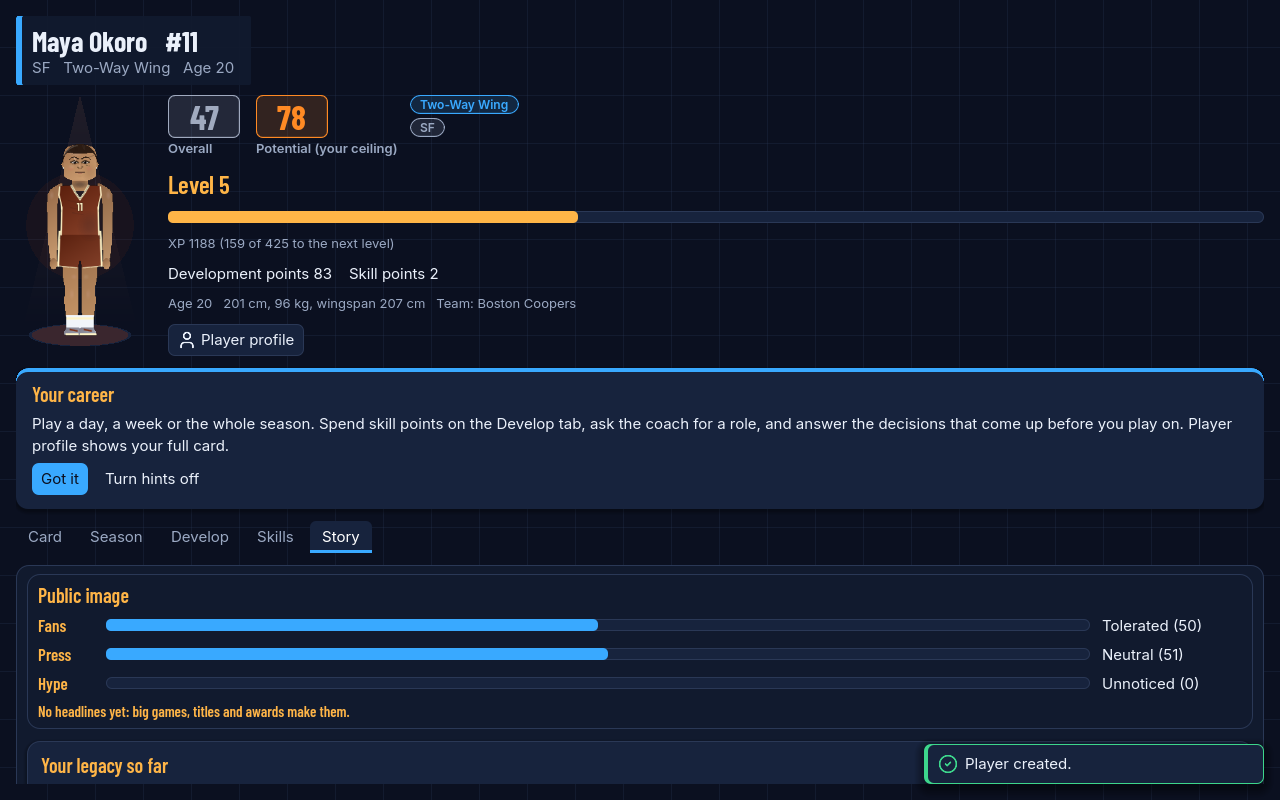 Maya Okoro #11
SF Two-Way Wing Age 20
47
78
Two-Way Wing
SF
Overall
Potential (your ceiling)
11
Level 5
XP 1188 (159 of 425 to the next level)
Development points 83 Skill points 2
Age 20 201 cm, 96 kg, wingspan 207 cm Team: Boston Coopers
Player profile
Your career
Play a day, a week or the whole season. Spend skill points on the Develop tab, ask the coach for a role, and answer the decisions that come up before you play on. Player
profile shows your full card.
Got it
Turn hints off
Card Season Develop Skills Story
Public image
Fans Tolerated (50)
Press Neutral (51)
Hype Unnoticed (0)
No headlines yet: big games, titles and awards make them.
Your legacy so far
Player created.